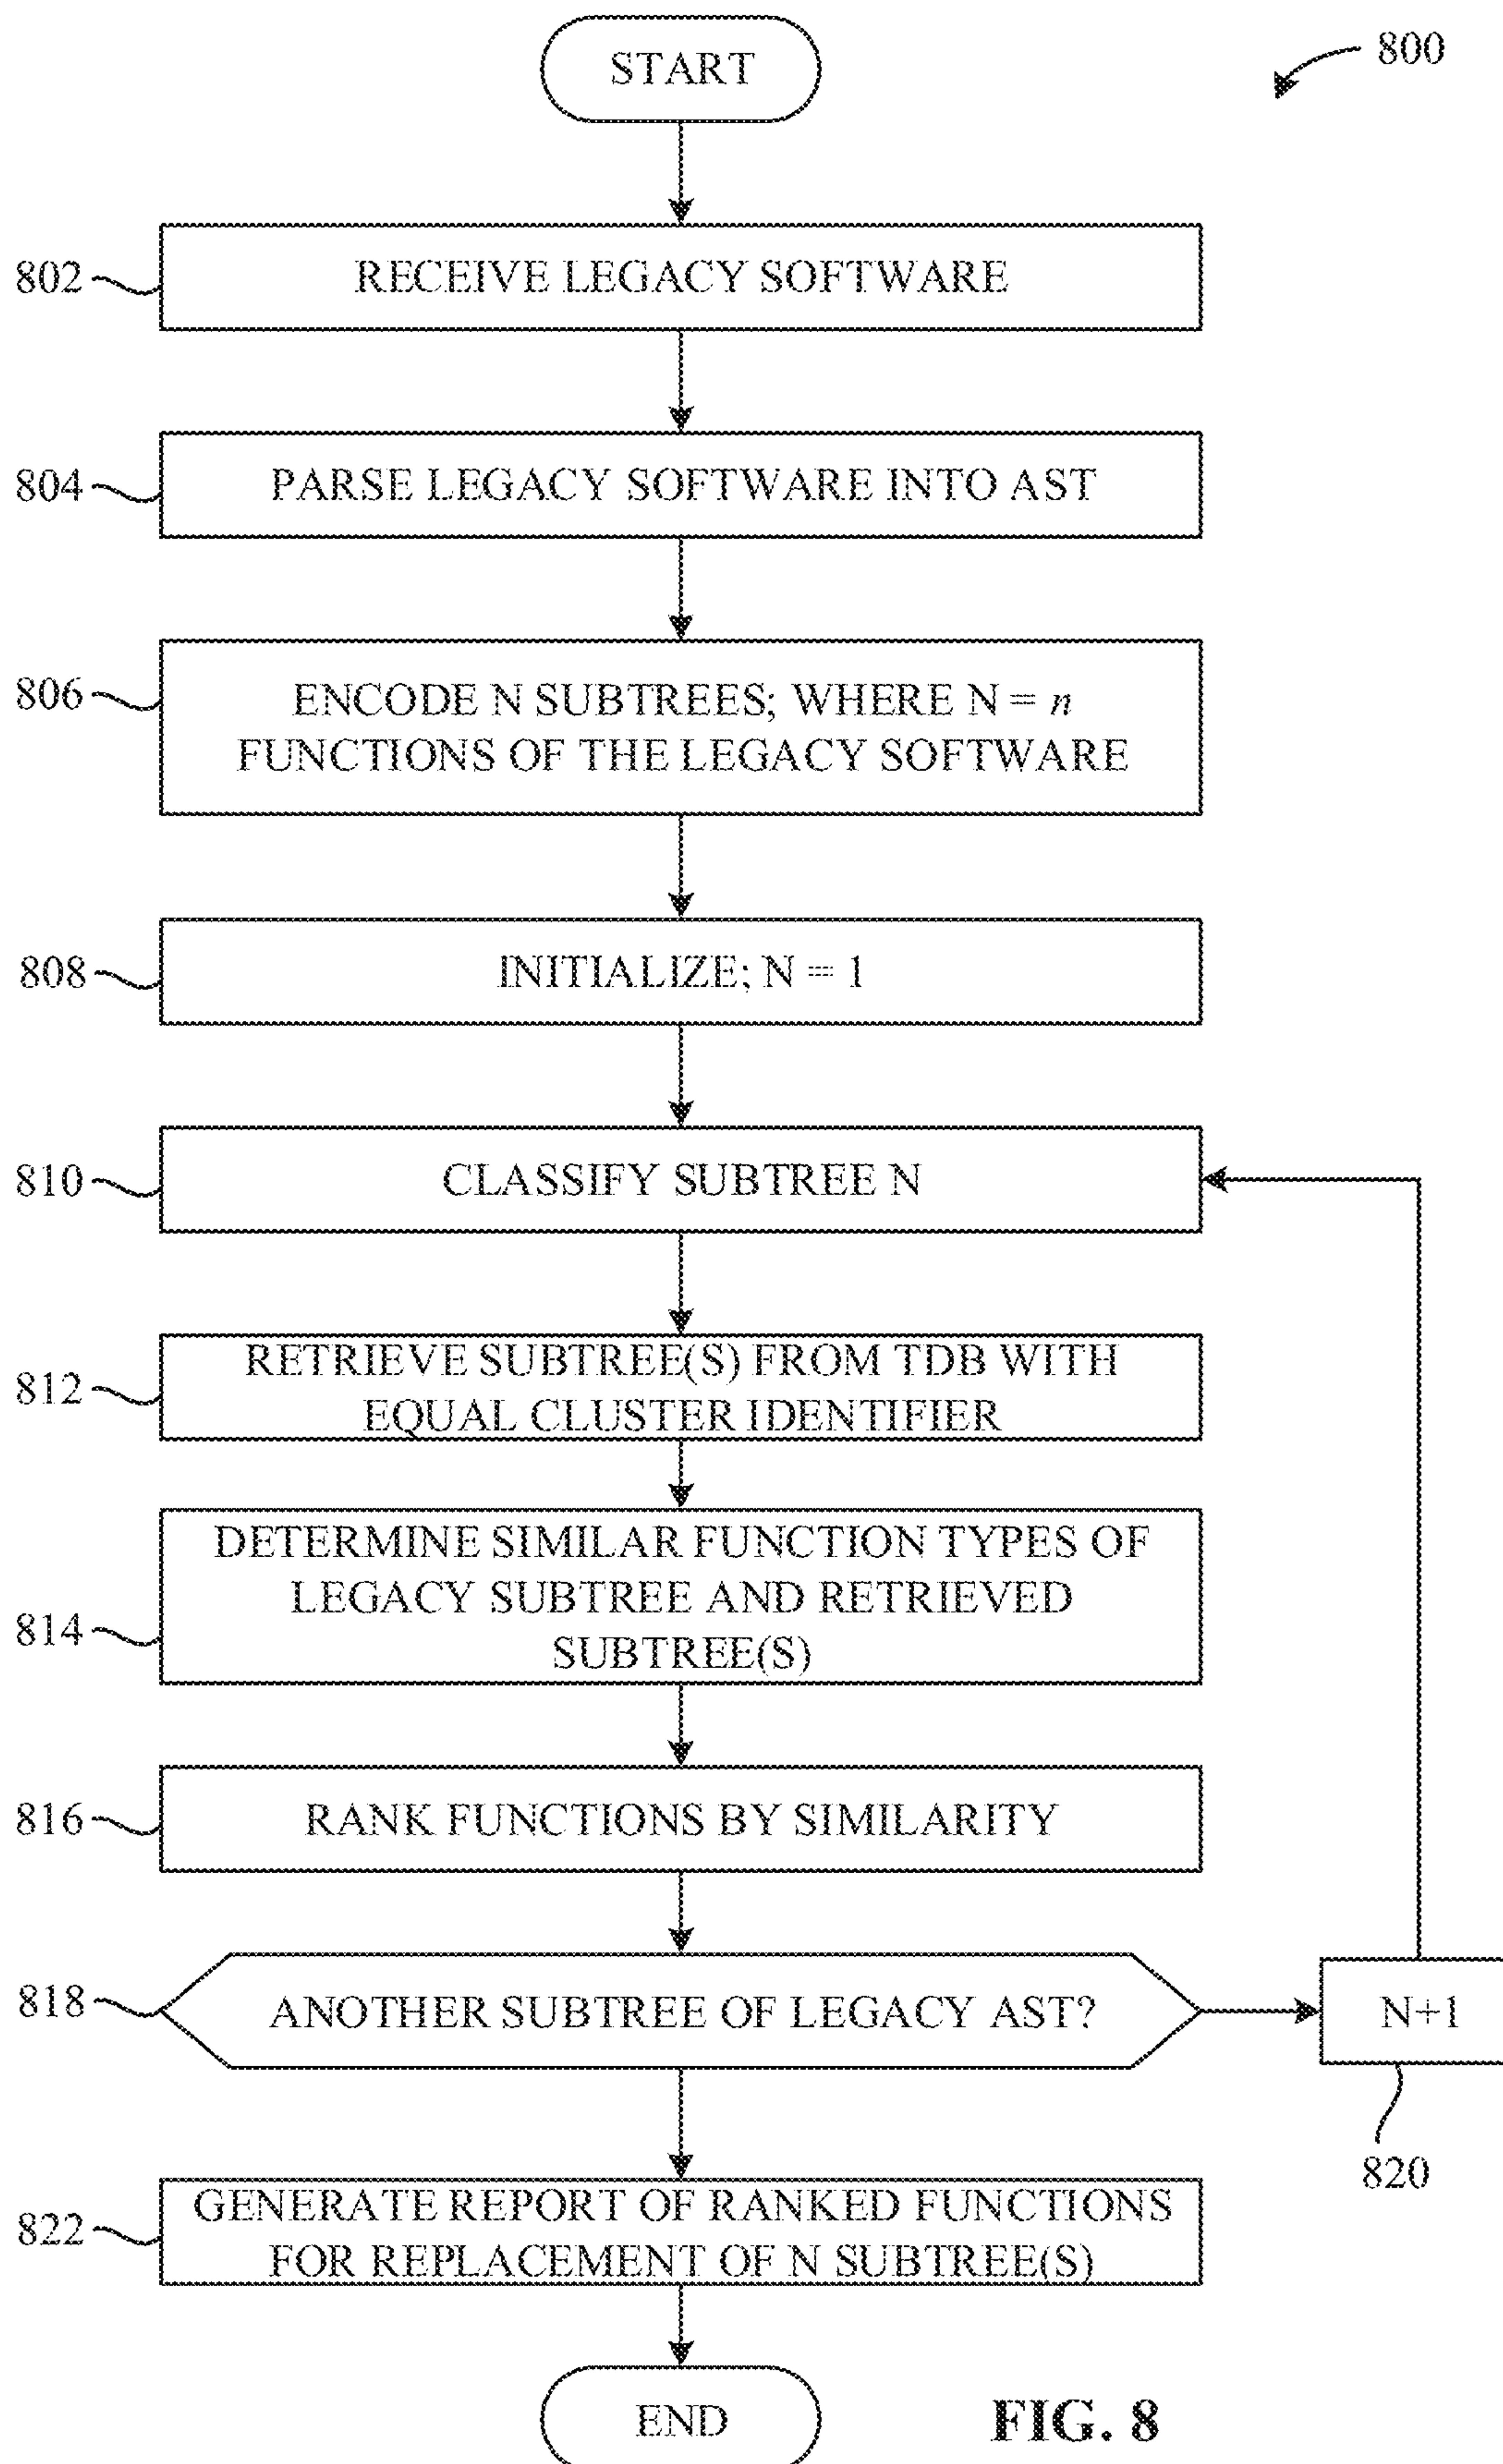 START
800
802
RECEIVE LEGACY SOFTWARE
804
PARSE LEGACY SOFTWARE INTO AST
806
ENCODE N SUBTREES; WHERE N = n
FUNCTIONS OF THE LEGACY SOFTWARE
808
INITIALIZE; N = 1
810
CLASSIFY SUBTREE N
812
RETRIEVE SUBTREE(S) FROM TDB WITH
EQUAL CLUSTER IDENTIFIER
814
DETERMINE SIMILAR FUNCTION TYPES OF
LEGACY SUBTREE AND RETRIEVED
SUBTREE(S)
816
RANK FUNCTIONS BY SIMILARITY
818
ANOTHER SUBTREE OF LEGACY AST?
N+1
820
822
GENERATE REPORT OF RANKED FUNCTIONS
FOR REPLACEMENT OF N SUBTREE(S)
END
FIG. 8